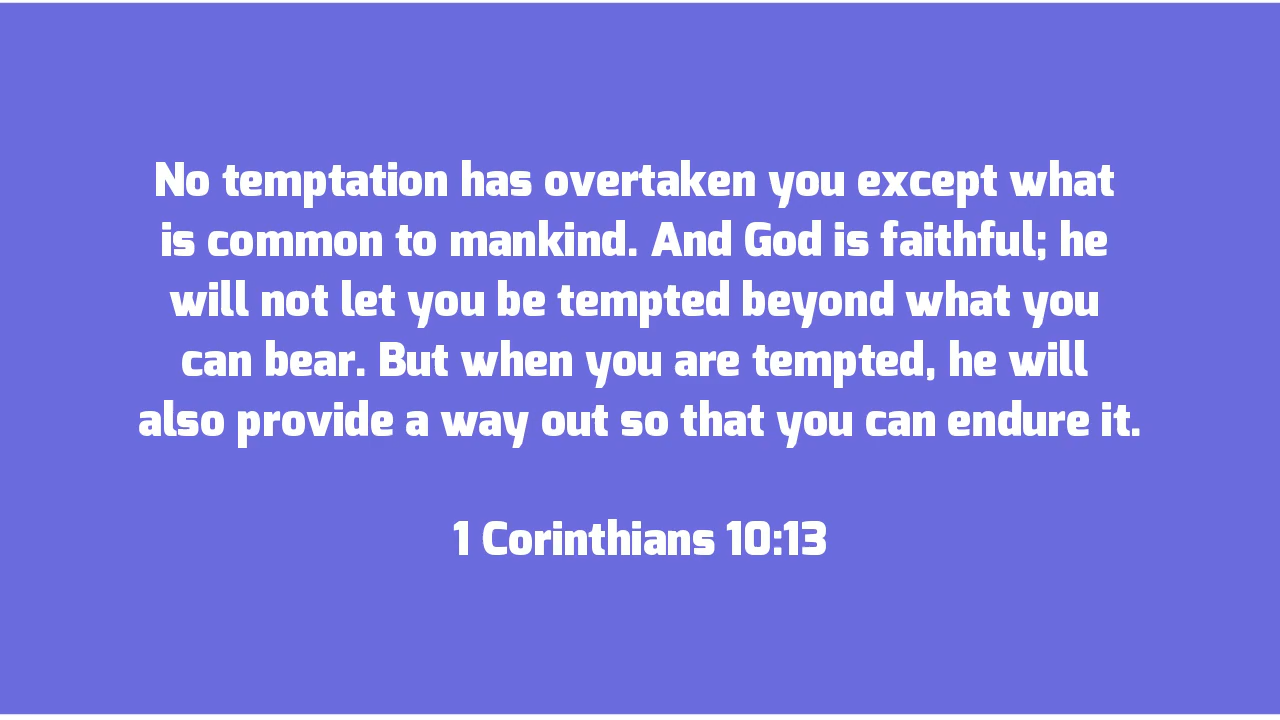 No temptation has overtaken you except what
is common to mankind. And God is faithful; he
will not let you be tempted beyond what you
can bear. But when you are tempted, he will
also provide a way out so that you can endure it.
1 Corinthians 10:13